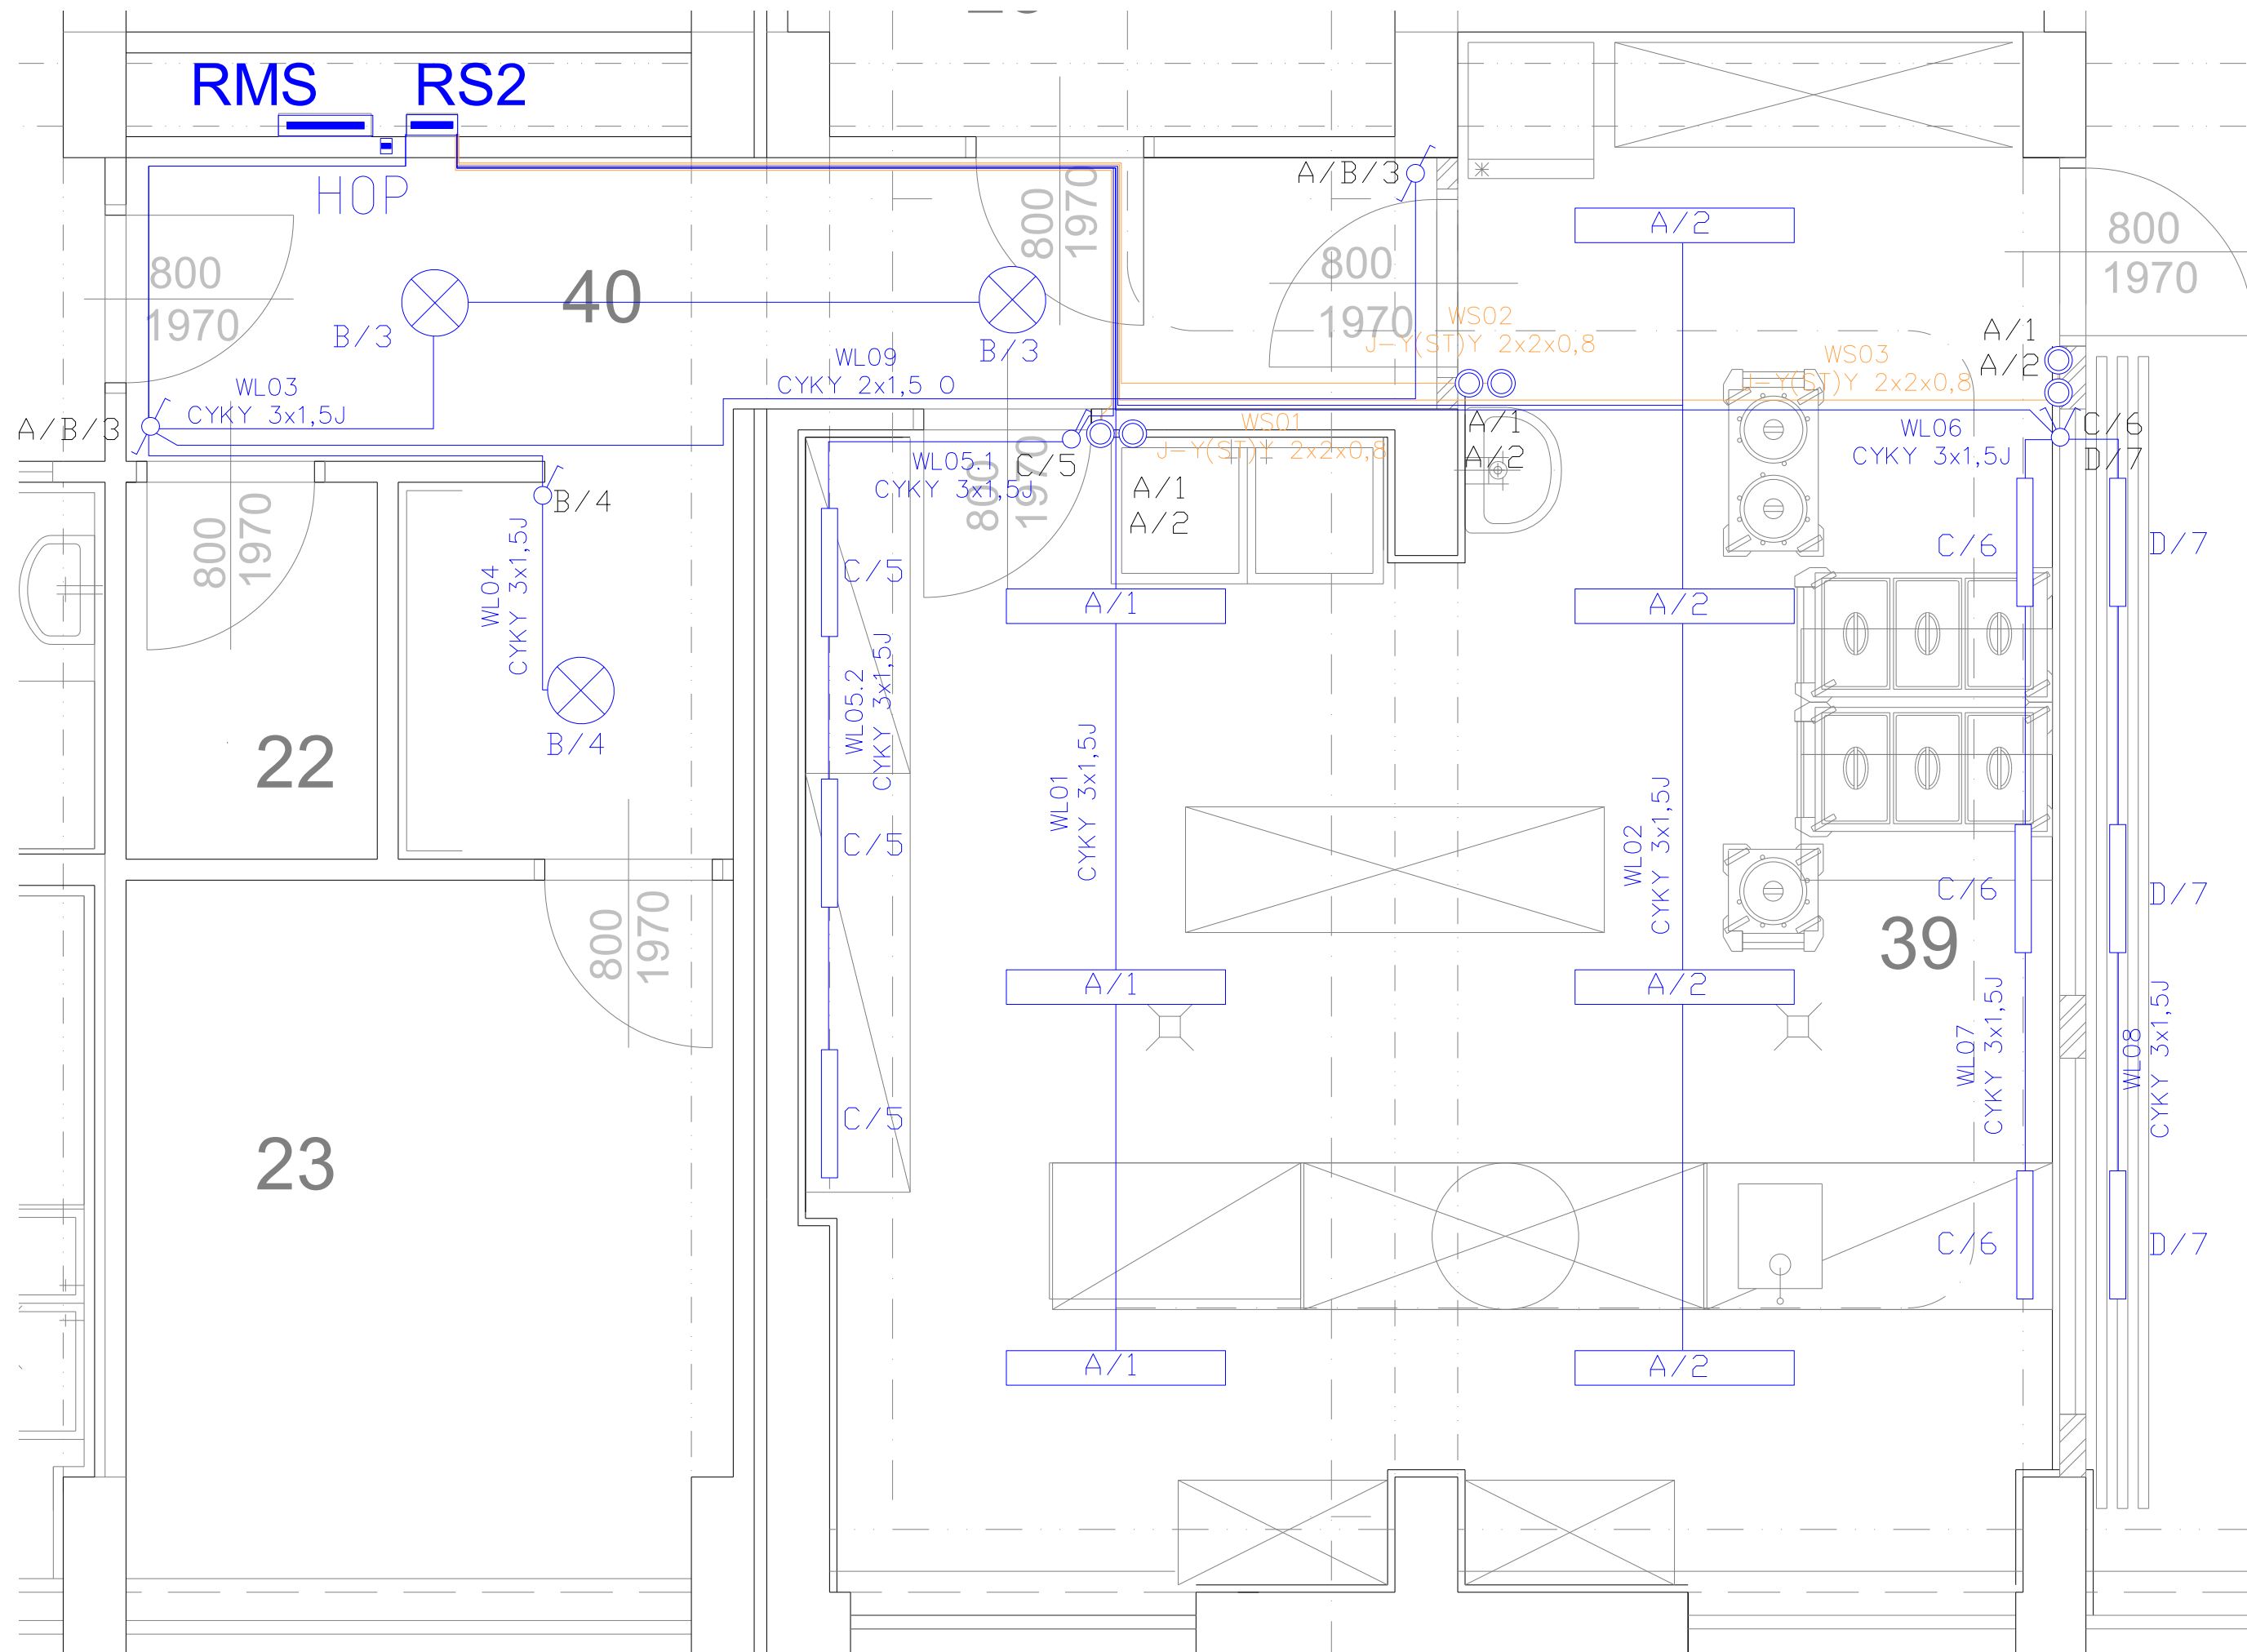 RMS
RS2
HOP
A/B/3
A/2
800
1970
800
1970
800
1970
800
1970
40
B/3
B/3
WS02
J-Y(ST)Y 2x2x0,8
WS03
J-Y(ST)Y 2x2x0,8
A/1
A/2
WL03
CYKY 3x1,5J
WL09
CYKY 2x1,5 O
A/B/3
WS01
J-Y(ST)Y 2x2x0,8
A/1
A/2
WL06
CYKY 3x1,5J
C/6
D/7
WL05.1
CYKY 3x1,5J
C/5
A/1
A/2
800
1970
800
1970
B/4
WL04
CYKY 3x1,5J
C/5
A/1
A/2
C/6
D/7
WL05.2
CYKY 3x1,5J
B/4
22
WL01
CYKY 3x1,5J
WL02
CYKY 3x1,5J
C/5
C/6
D/7
800
1970
39
A/1
A/2
WL07
CYKY 3x1,5J
WL08
CYKY 3x1,5J
C/5
23
C/6
D/7
A/1
A/2